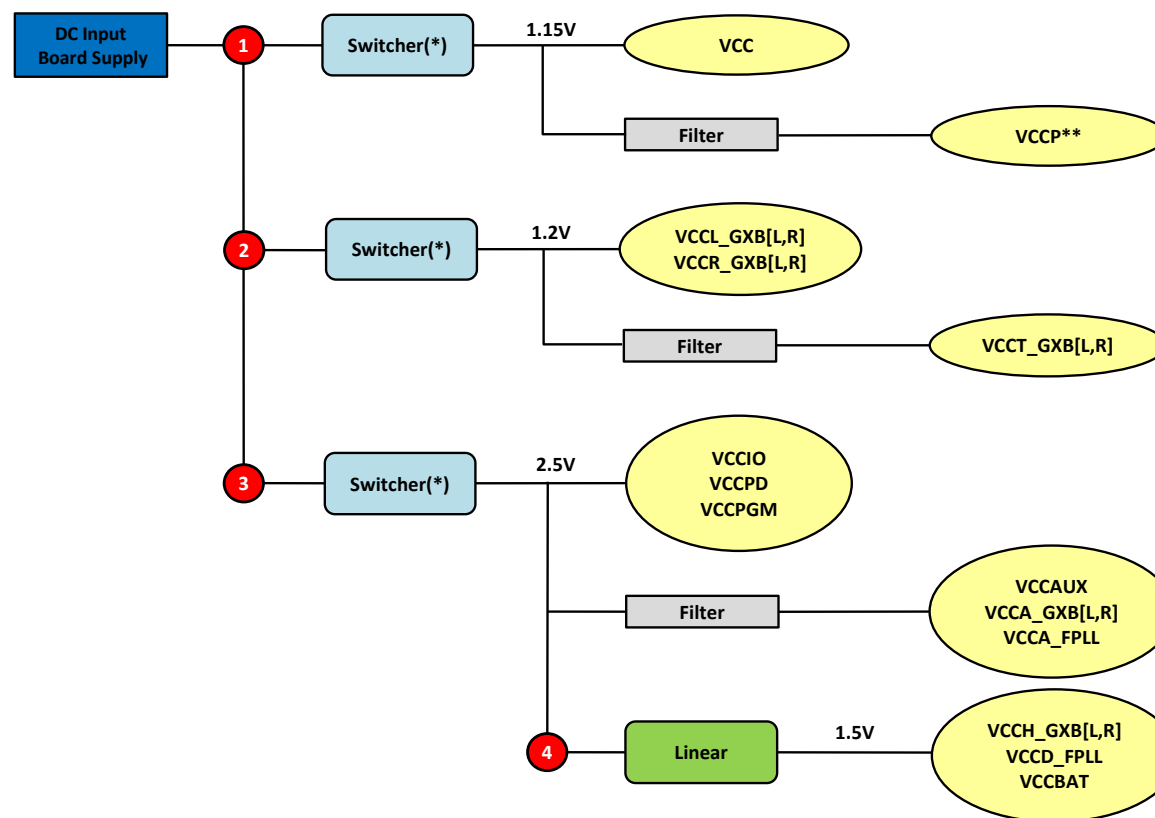 DC Input
Board Supply
1
Switcher(*)
1.15V
VCC
Filter
VCCP**
2
Switcher(*)
1.2V
VCCL_GXB[L,R]
VCCR_GXB[L,R]
Filter
VCCT_GXB[L,R]
3
Switcher(*)
2.5V
VCCIO
VCCPD
VCCPGM
Filter
VCCAUX
VCCA_GXB[L,R]
VCCA_FPLL
4
Linear
1.5V
VCCH_GXB[L,R]
VCCD_FPLL
VCCBAT